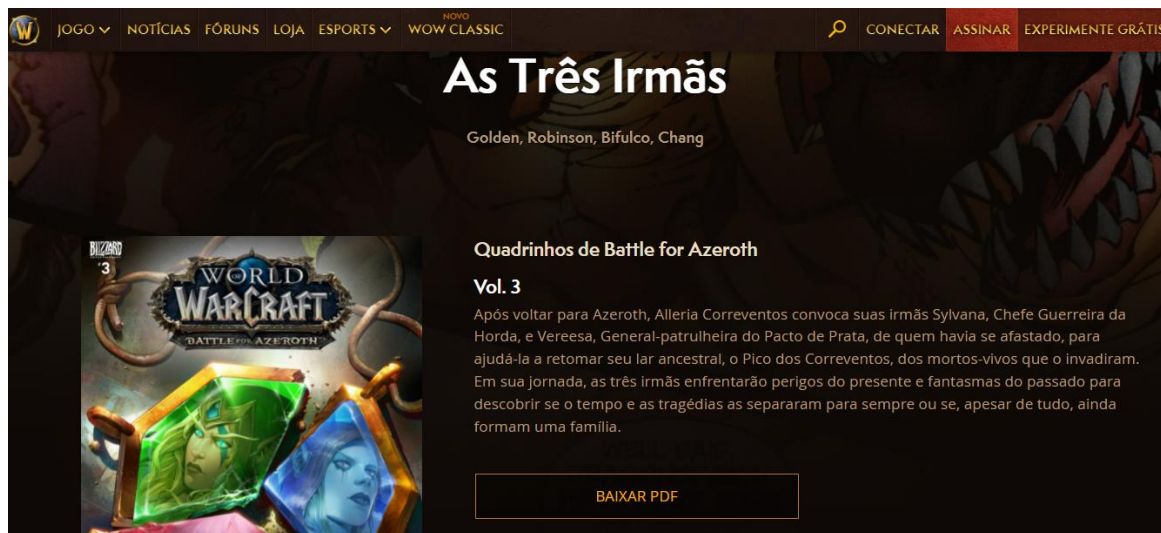 JOGO NOTÍCIAS FÓRUNS LOJA ESPORTS NOVO WOW CLASSIC CONECTAR ASSINAR EXPERIMENTE GRÁTIS
As Três Irmãs
Golden, Robinson, Bifulco, Chang
BLIZZARD
#3
WORLD OF WARCRAFT
BATTLE FOR AZEROTH
Quadrinhos de Battle for Azeroth
Vol. 3
Após voltar para Azeroth, Alleria Correventos convoca suas irmãs Sylvana, Chefe Guerreira da
Horda, e Vereesa, General-patrulheira do Pacto de Prata, de quem havia se afastado, para
ajudá-la a retomar seu lar ancestral, o Pico dos Correventos, dos mortos-vivos que o invadiram.
Em sua jornada, as três irmãs enfrentarão perigos do presente e fantasmas do passado para
descobrir se o tempo e as tragédias as separaram para sempre ou se, apesar de tudo, ainda
formam uma família.
BAIXAR PDF